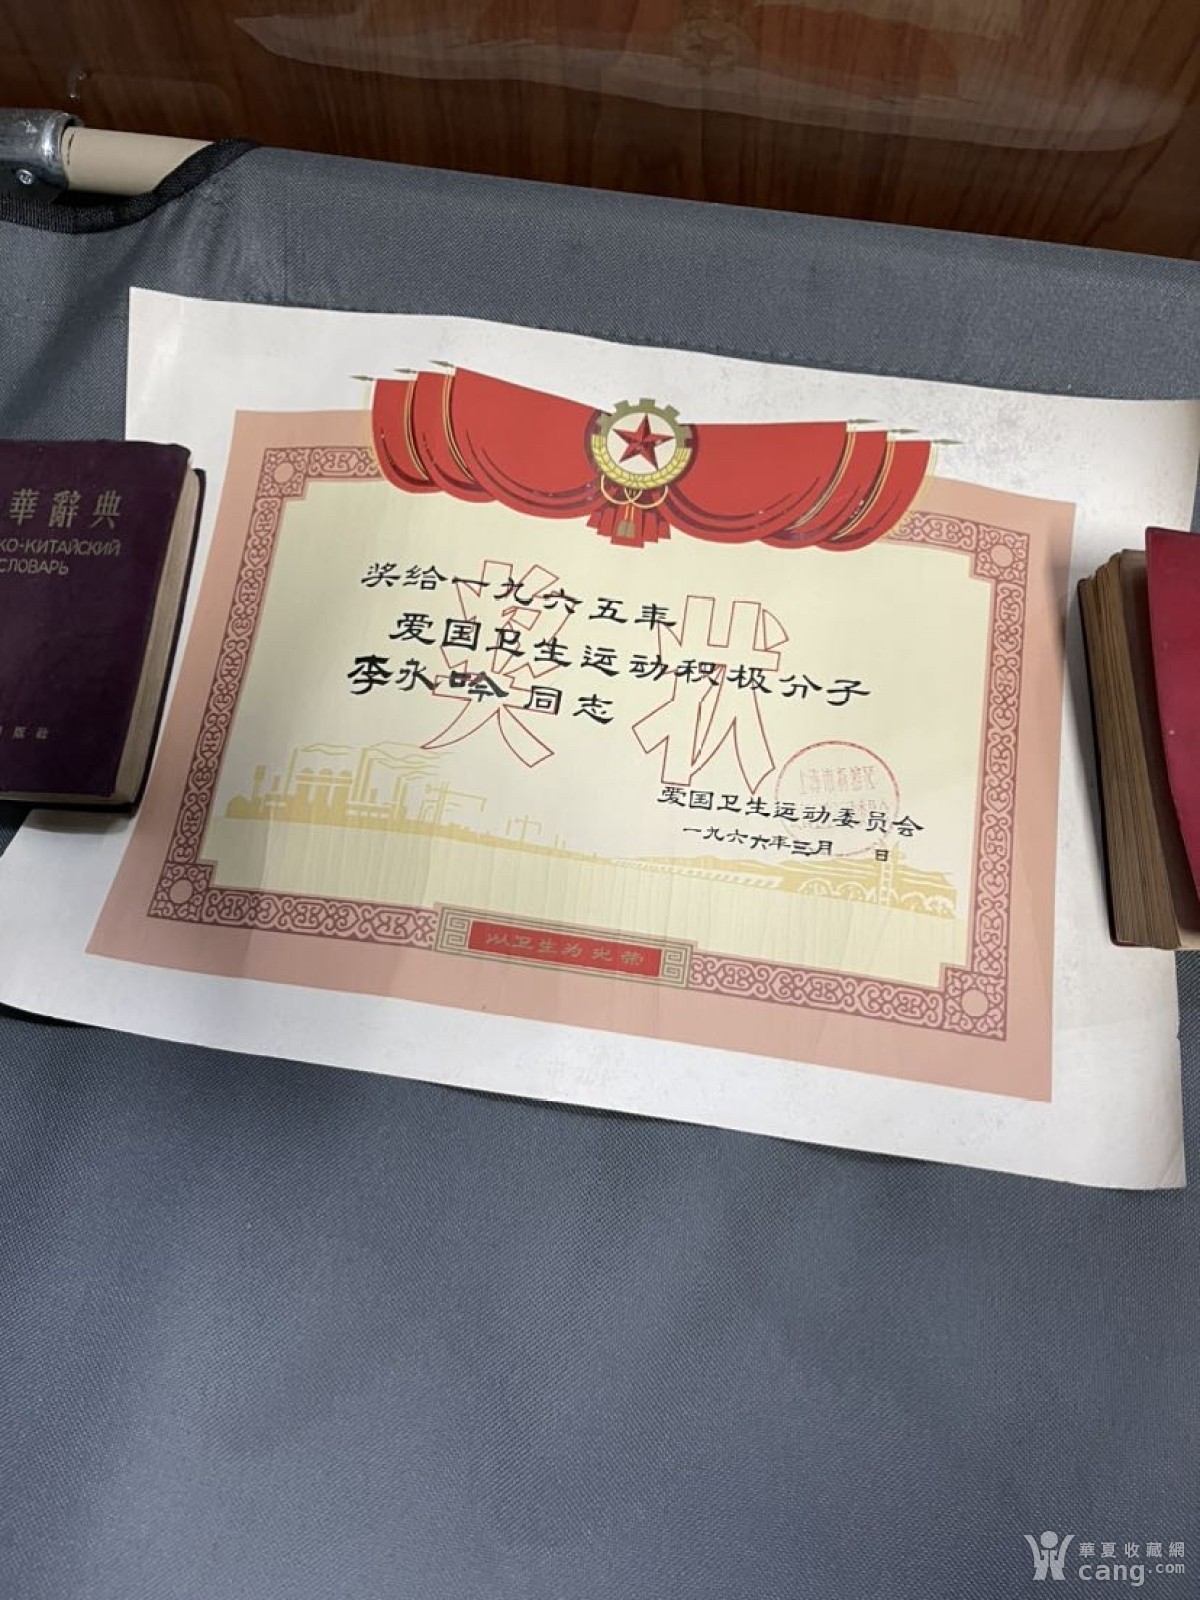 華辭典
КО-КИТАЙСКИЙ
СЛОВАРЬ
版社
奖状
奖给一九六五年
爱国卫生运动积极分子
李永吟同志
上海市
爱国卫生运动委员会
一九六六年三月 日
以卫生为光荣
華夏收藏網
cang.com